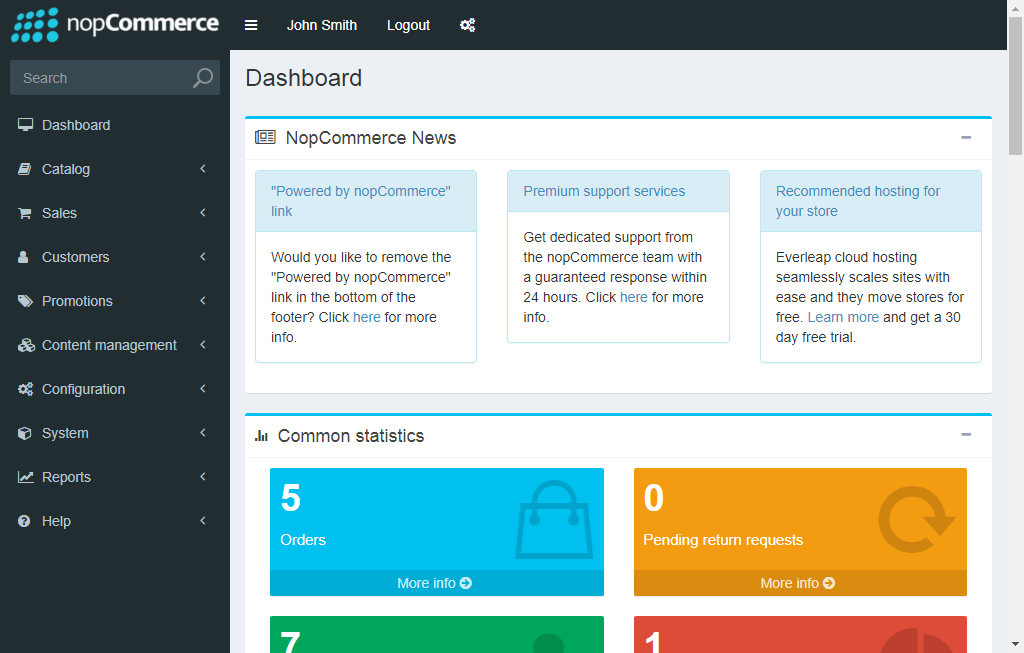 nopCommerce
John Smith
Logout
Search
Dashboard
Catalog
Sales
Customers
Promotions
Content management
Configuration
System
Reports
Help
Dashboard
NopCommerce News
"Powered by nopCommerce"
link
Would you like to remove the
"Powered by nopCommerce"
link in the bottom of the
footer? Click here for more
info.
Premium support services
Get dedicated support from
the nopCommerce team with
a guaranteed response within
24 hours. Click here for more
info.
Recommended hosting for
your store
Everleap cloud hosting
seamlessly scales sites with
ease and they move stores for
free. Learn more and get a 30
day free trial.
Common statistics
5
Orders
More info
0
Pending return requests
More info
7
1